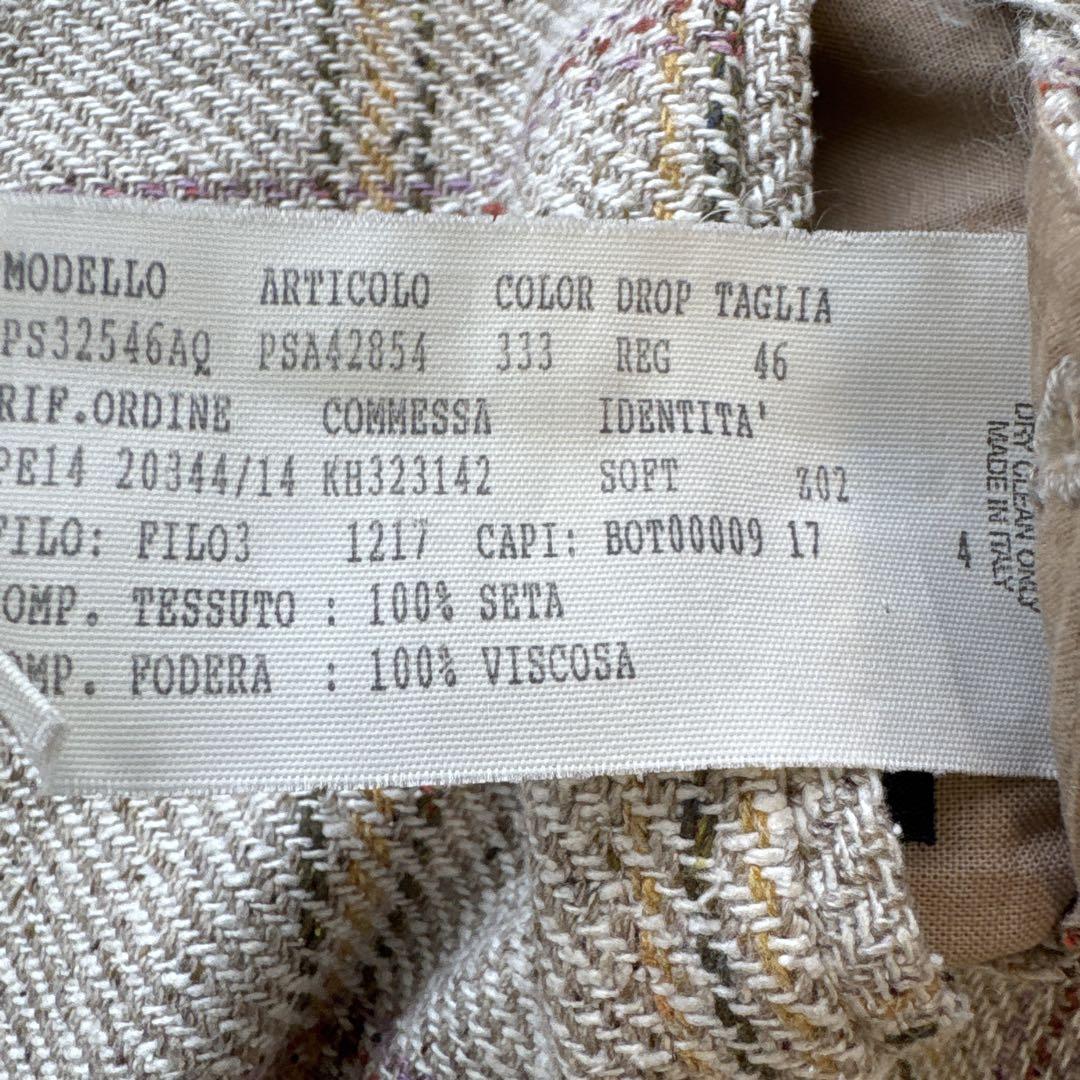 MODELLO ARTICOLO COLOR DROP TAGLIA
PS32546AQ PSA42854 333 REG 46
RIF.ORDINE COMMESSA IDENTITA'
PE14 20344/14 KH323142 SOFT Z02
FILO: FILO3 1217 CAPI: BOT00009 17 4
OMP. TESSUTO : 100% SETA
MP. FODERA : 100% VISCOSA
DRY CLEAN ONLY
MADE IN ITALY